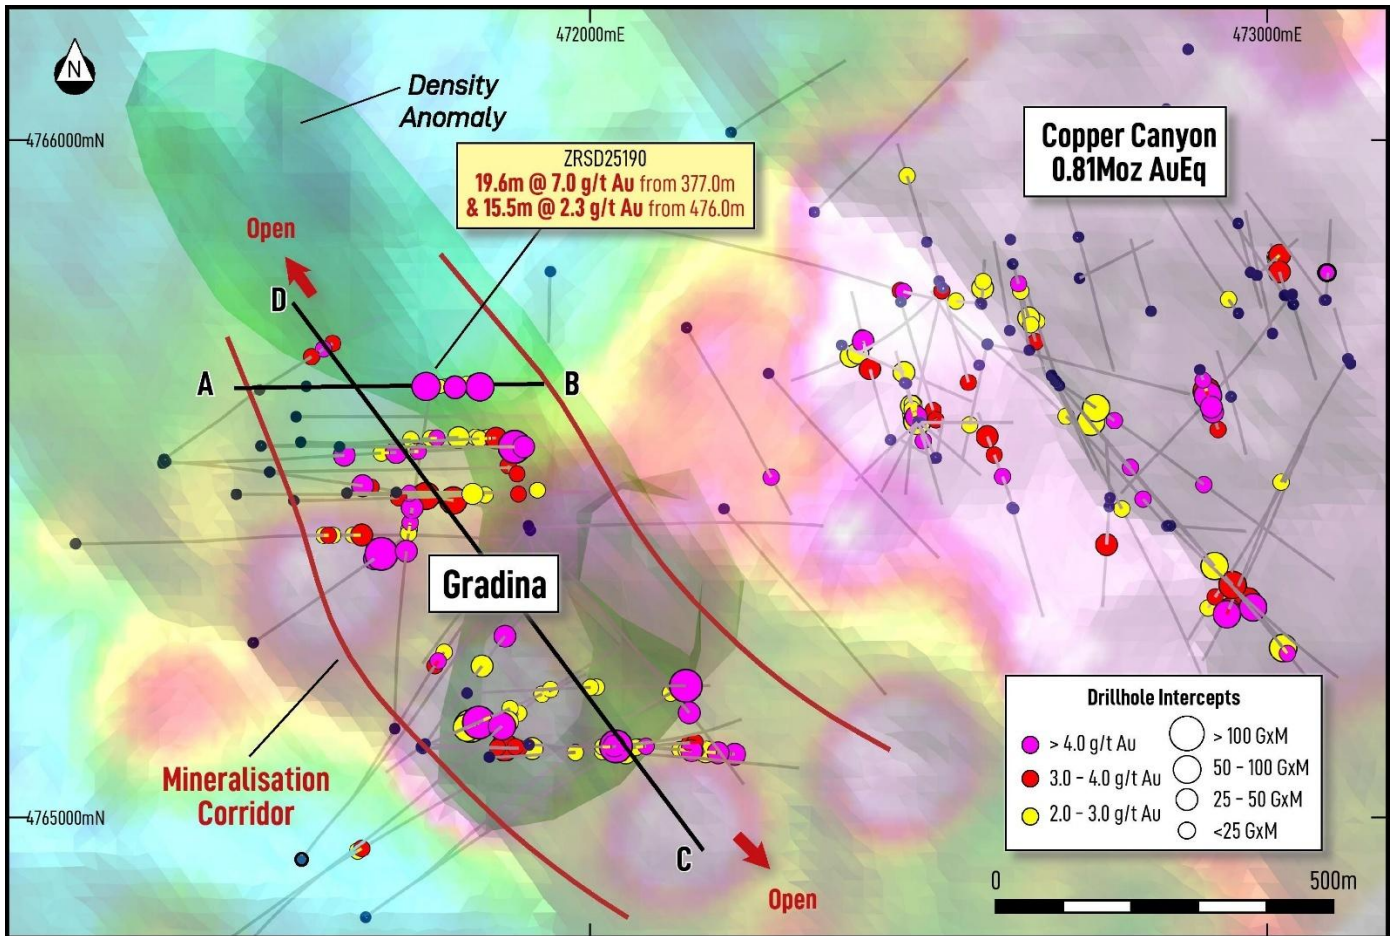 472000mE
473000mE
N
Density
Anomaly
4766000mN
ZRSD25190
19.6m @ 7.0 g/t Au from 377.0m
& 15.5m @ 2.3 g/t Au from 476.0m
Copper Canyon
0.81Moz AuEq
Open
D
A
B
Gradina
Mineralisation
Corridor
4765000mN
C
Open
Drillhole Intercepts
> 4.0 g/t Au
3.0 - 4.0 g/t Au
2.0 - 3.0 g/t Au
> 100 GxM
50 - 100 GxM
25 - 50 GxM
<25 GxM
0
500m